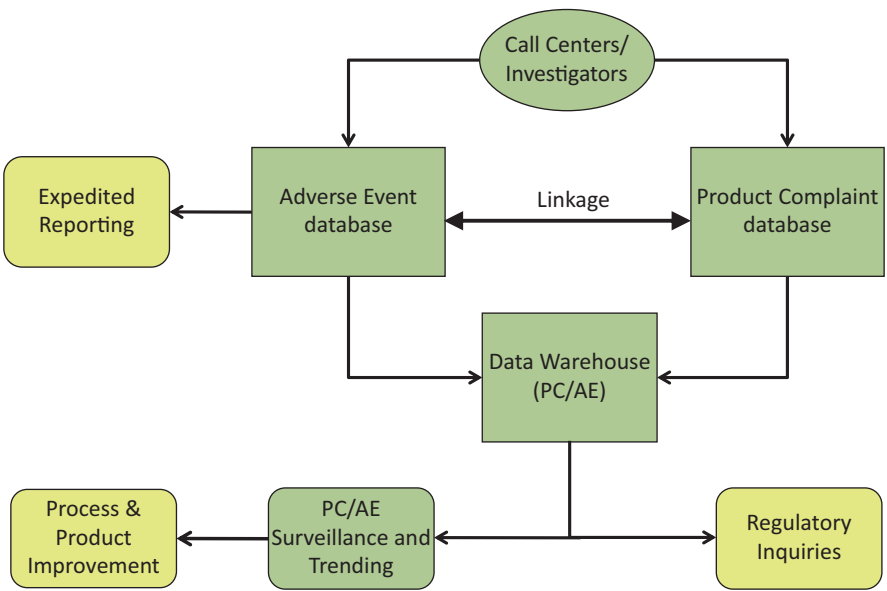 Call Centers/
Investigators
Expedited
Reporting
Adverse Event
database
Linkage
Product Complaint
database
Data Warehouse
(PC/AE)
Process &
Product
Improvement
PC/AE
Surveillance and
Trending
Regulatory
Inquiries